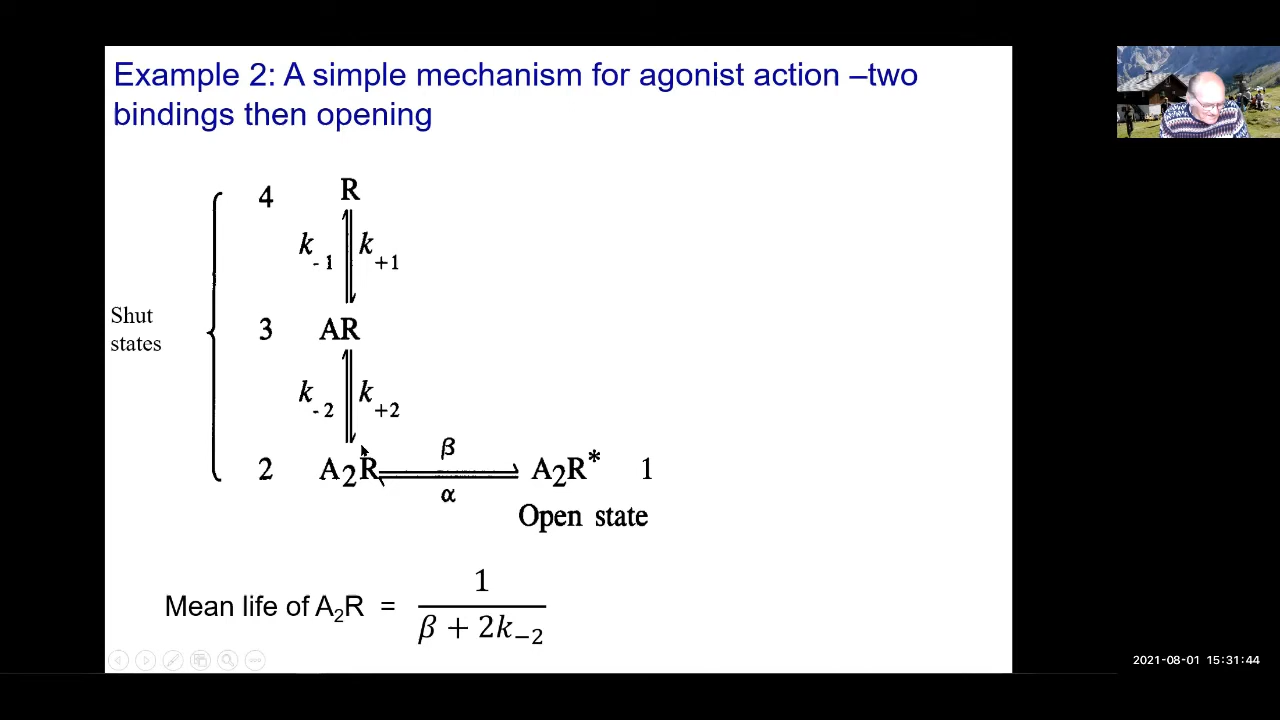 Example 2: A simple mechanism for agonist action –two
bindings then opening
4 R
k-1 k+1
Shut
states
3 AR
k-2 k+2
β
2 A2R A2R* 1
α
Open state
Mean life of A2R = 1 / β + 2k−2
2021-08-01 15:31:44